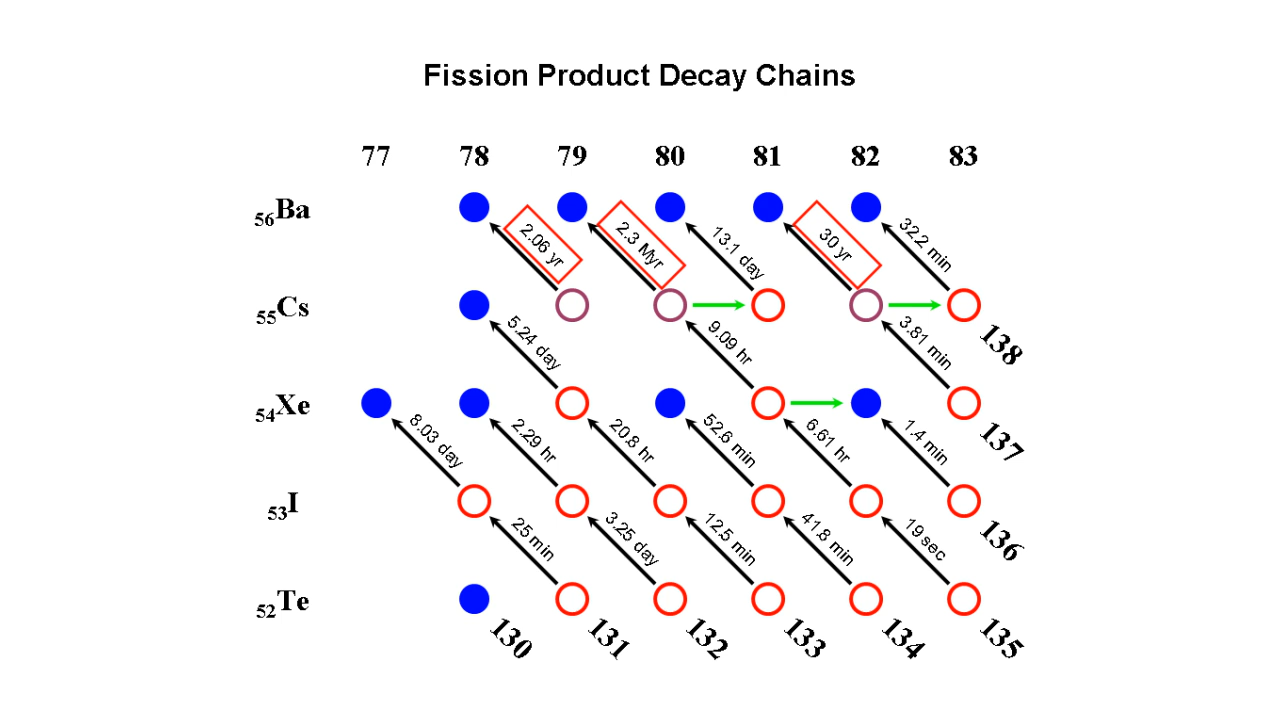 Fission Product Decay Chains
77 78 79 80 81 82 83
56Ba
2.06 yr 2.3 Myr 13.1 day 30 yr 32.2 min
55Cs
138
5.24 day 9.09 hr 3.81 min
54Xe
137
8.03 day 2.29 hr 20.8 hr 52.6 min 6.61 hr 1.4 min
53I
136
25 min 3.25 day 12.5 min 41.8 min 19 sec
52Te
130 131 132 133 134 135